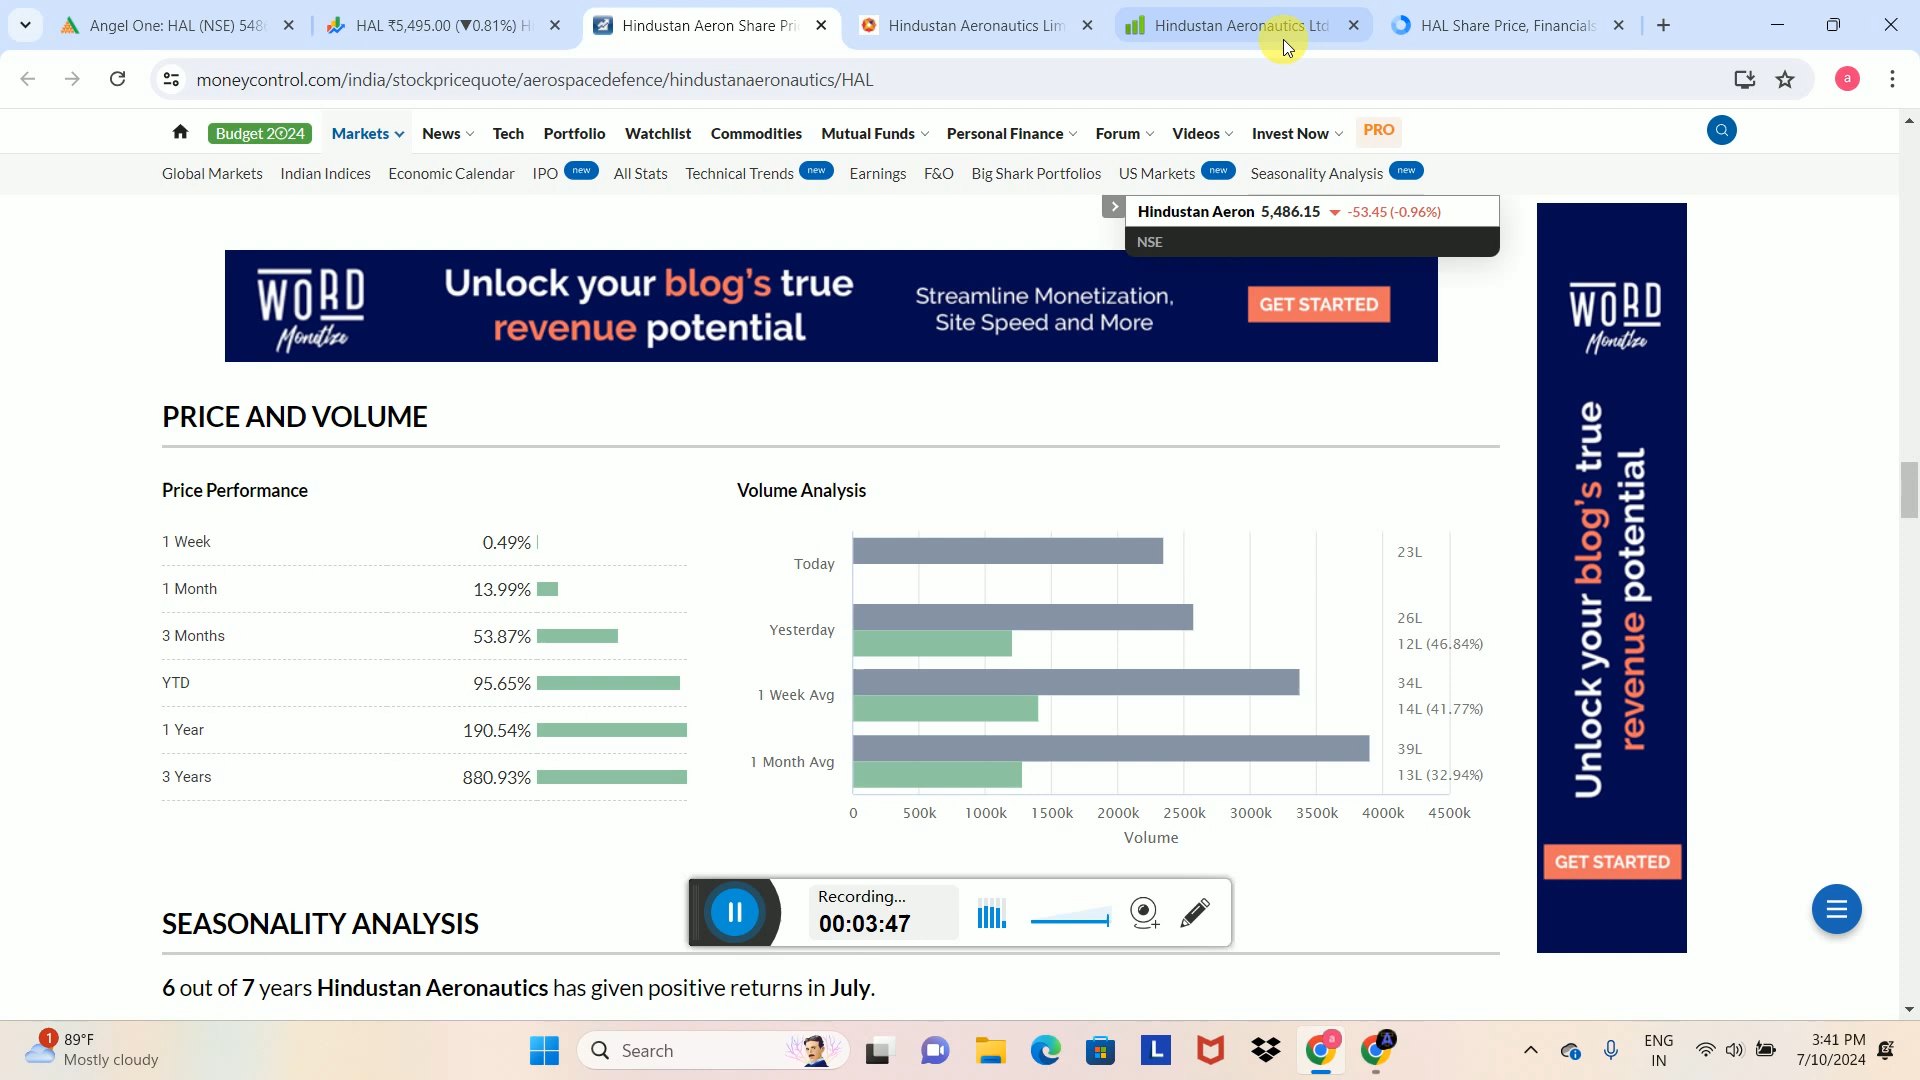 Angel One: HAL (NSE) 548
HAL ₹5,495.00 (▼0.81%) H
Hindustan Aeron Share Pri
Hindustan Aeronautics Lim
Hindustan Aeronautics Ltd
HAL Share Price, Financials
moneycontrol.com/india/stockpricequote/aerospacedefence/hindustanaeronautics/HAL
a
Budget 2024 Markets News Tech Portfolio Watchlist Commodities Mutual Funds Personal Finance Forum Videos Invest Now PRO
Global Markets Indian Indices Economic Calendar IPO new All Stats Technical Trends new Earnings F&O Big Shark Portfolios US Markets new Seasonality Analysis new
Hindustan Aeron 5,486.15 ▼ -53.45 (-0.96%)
NSE
WORD
Monetize
Unlock your blog's true
revenue potential
Streamline Monetization,
Site Speed and More
GET STARTED
WORD
Monetize
Unlock your blog's true
revenue potential
GET STARTED
PRICE AND VOLUME
Price Performance
1 Week 0.49%
1 Month 13.99%
3 Months 53.87%
YTD 95.65%
1 Year 190.54%
3 Years 880.93%
Volume Analysis
Today 23L
Yesterday 26L
12L (46.84%)
1 Week Avg 34L
14L (41.77%)
1 Month Avg 39L
13L (32.94%)
0 500k 1000k 1500k 2000k 2500k 3000k 3500k 4000k 4500k
Volume
Recording...
00:03:47
SEASONALITY ANALYSIS
6 out of 7 years Hindustan Aeronautics has given positive returns in July.
1
89°F
Mostly cloudy
Search
L
a
A
ENG
IN
3:41 PM
7/10/2024